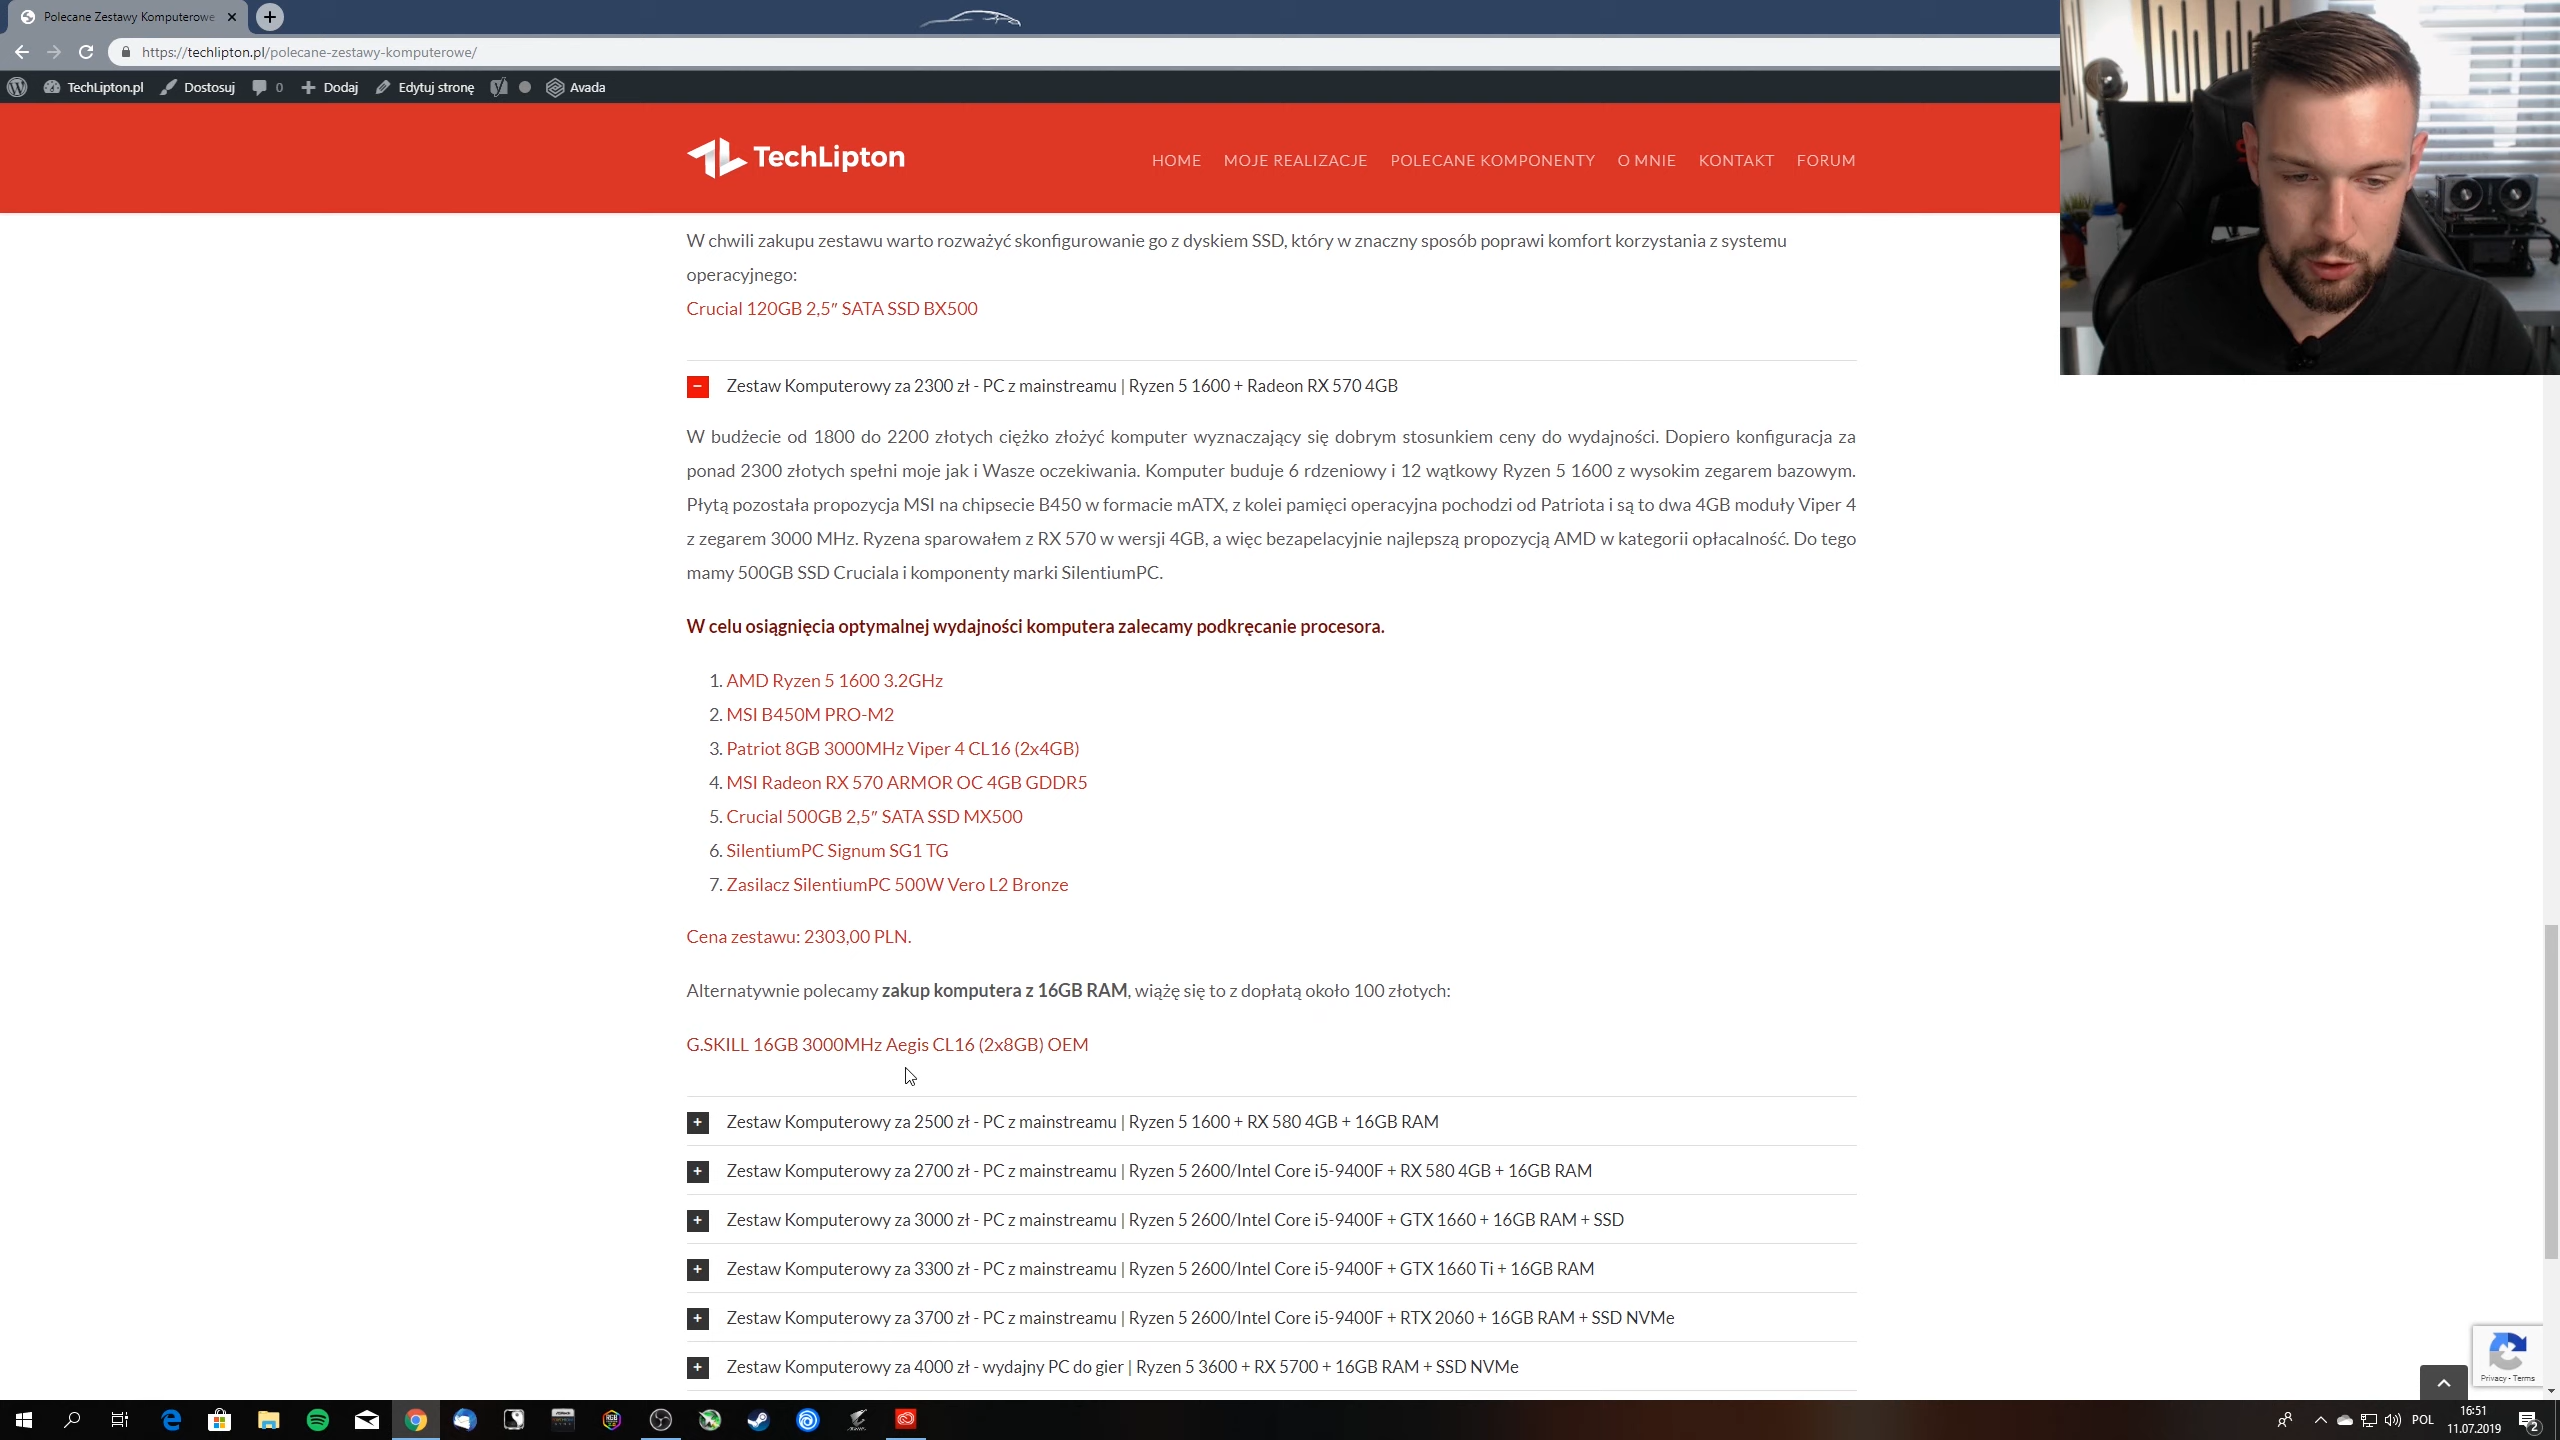 Polecane Zestawy Komputerowe
https://techlipton.pl/polecane-zestawy-komputerowe/
TechLipton.pl Dostosuj 0 Dodaj Edytuj stronę Avada
TechLipton
HOME MOJE REALIZACJE POLECANE KOMPONENTY O MNIE KONTAKT FORUM
W chwili zakupu zestawu warto rozważyć skonfigurowanie go z dyskiem SSD, który w znaczny sposób poprawi komfort korzystania z systemu
operacyjnego:
Crucial 120GB 2,5″ SATA SSD BX500
Zestaw Komputerowy za 2300 zł - PC z mainstreamu | Ryzen 5 1600 + Radeon RX 570 4GB
W budżecie od 1800 do 2200 złotych ciężko złożyć komputer wyznaczający się dobrym stosunkiem ceny do wydajności. Dopiero konfiguracja za
ponad 2300 złotych spełni moje jak i Wasze oczekiwania. Komputer buduje 6 rdzeniowy i 12 wątkowy Ryzen 5 1600 z wysokim zegarem bazowym.
Płytą pozostała propozycja MSI na chipsecie B450 w formacie mATX, z kolei pamięci operacyjna pochodzi od Patriota i są to dwa 4GB moduły Viper 4
z zegarem 3000 MHz. Ryzena sparowałem z RX 570 w wersji 4GB, a więc bezapelacyjnie najlepszą propozycją AMD w kategorii opłacalność. Do tego
mamy 500GB SSD Cruciala i komponenty marki SilentiumPC.
W celu osiągnięcia optymalnej wydajności komputera zalecamy podkręcanie procesora.
1. AMD Ryzen 5 1600 3.2GHz
2. MSI B450M PRO-M2
3. Patriot 8GB 3000MHz Viper 4 CL16 (2x4GB)
4. MSI Radeon RX 570 ARMOR OC 4GB GDDR5
5. Crucial 500GB 2,5″ SATA SSD MX500
6. SilentiumPC Signum SG1 TG
7. Zasilacz SilentiumPC 500W Vero L2 Bronze
Cena zestawu: 2303,00 PLN.
Alternatywnie polecamy zakup komputera z 16GB RAM, wiążę się to z dopłatą około 100 złotych:
G.SKILL 16GB 3000MHz Aegis CL16 (2x8GB) OEM
Zestaw Komputerowy za 2500 zł - PC z mainstreamu | Ryzen 5 1600 + RX 580 4GB + 16GB RAM
Zestaw Komputerowy za 2700 zł - PC z mainstreamu | Ryzen 5 2600/Intel Core i5-9400F + RX 580 4GB + 16GB RAM
Zestaw Komputerowy za 3000 zł - PC z mainstreamu | Ryzen 5 2600/Intel Core i5-9400F + GTX 1660 + 16GB RAM + SSD
Zestaw Komputerowy za 3300 zł - PC z mainstreamu | Ryzen 5 2600/Intel Core i5-9400F + GTX 1660 Ti + 16GB RAM
Zestaw Komputerowy za 3700 zł - PC z mainstreamu | Ryzen 5 2600/Intel Core i5-9400F + RTX 2060 + 16GB RAM + SSD NVMe
Zestaw Komputerowy za 4000 zł - wydajny PC do gier | Ryzen 5 3600 + RX 5700 + 16GB RAM + SSD NVMe
Privacy - Terms
POL
16:51
11.07.2019
2